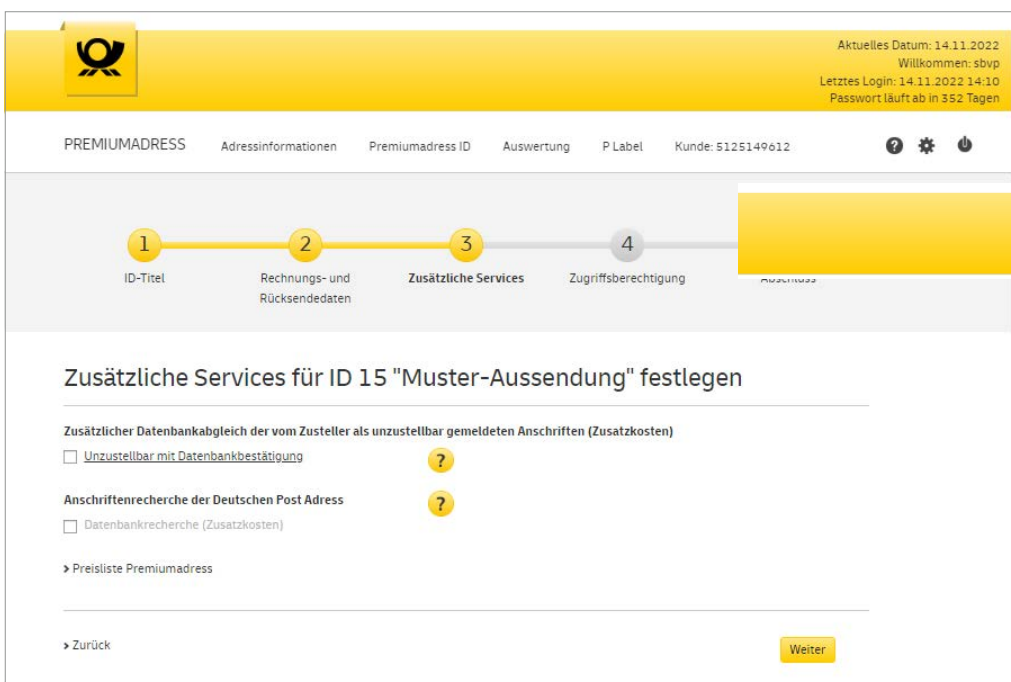 Aktuelles Datum: 14.11.2022
Willkommen: sbvp
Letztes Login: 14.11.2022 14:10
Passwort läuft ab in 352 Tagen
PREMIUMADRESS Adressinformationen Premiumadress ID Auswertung P Label Kunde: 5125149612 ?
1 2 3 4
ID-Titel Rechnungs- und Zusätzliche Services Zugriffsberechtigung Abschluss
Rücksendedaten
Zusätzliche Services für ID 15 "Muster-Aussendung" festlegen
Zusätzlicher Datenbankabgleich der vom Zusteller als unzustellbar gemeldeten Anschriften (Zusatzkosten)
Unzustellbar mit Datenbankbestätigung ?
Anschriftenrecherche der Deutschen Post Adress ?
Datenbankrecherche (Zusatzkosten)
> Preisliste Premiumadress
> Zurück Weiter